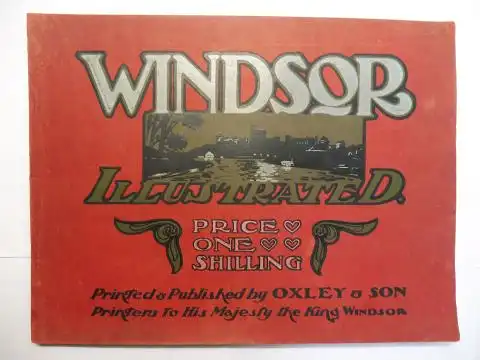 WINDSOR
ILLUSTRATED.
PRICE ♡
ONE ♡♡
SHILLING
Printed & Published by OXLEY & SON
Printers To His Majesty the King WINDSOR